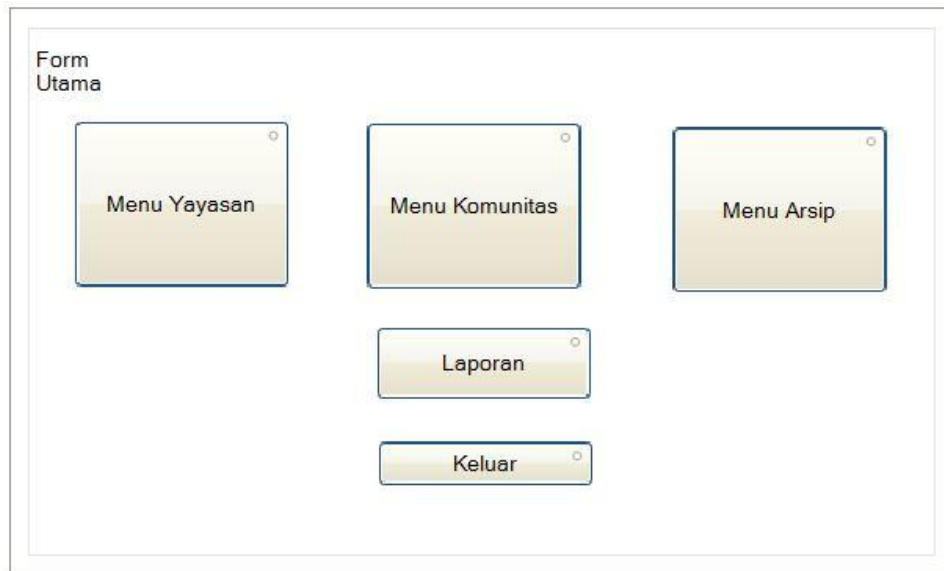 Form
Utama
Menu Yayasan
Menu Komunitas
Menu Arsip
Laporan
Keluar